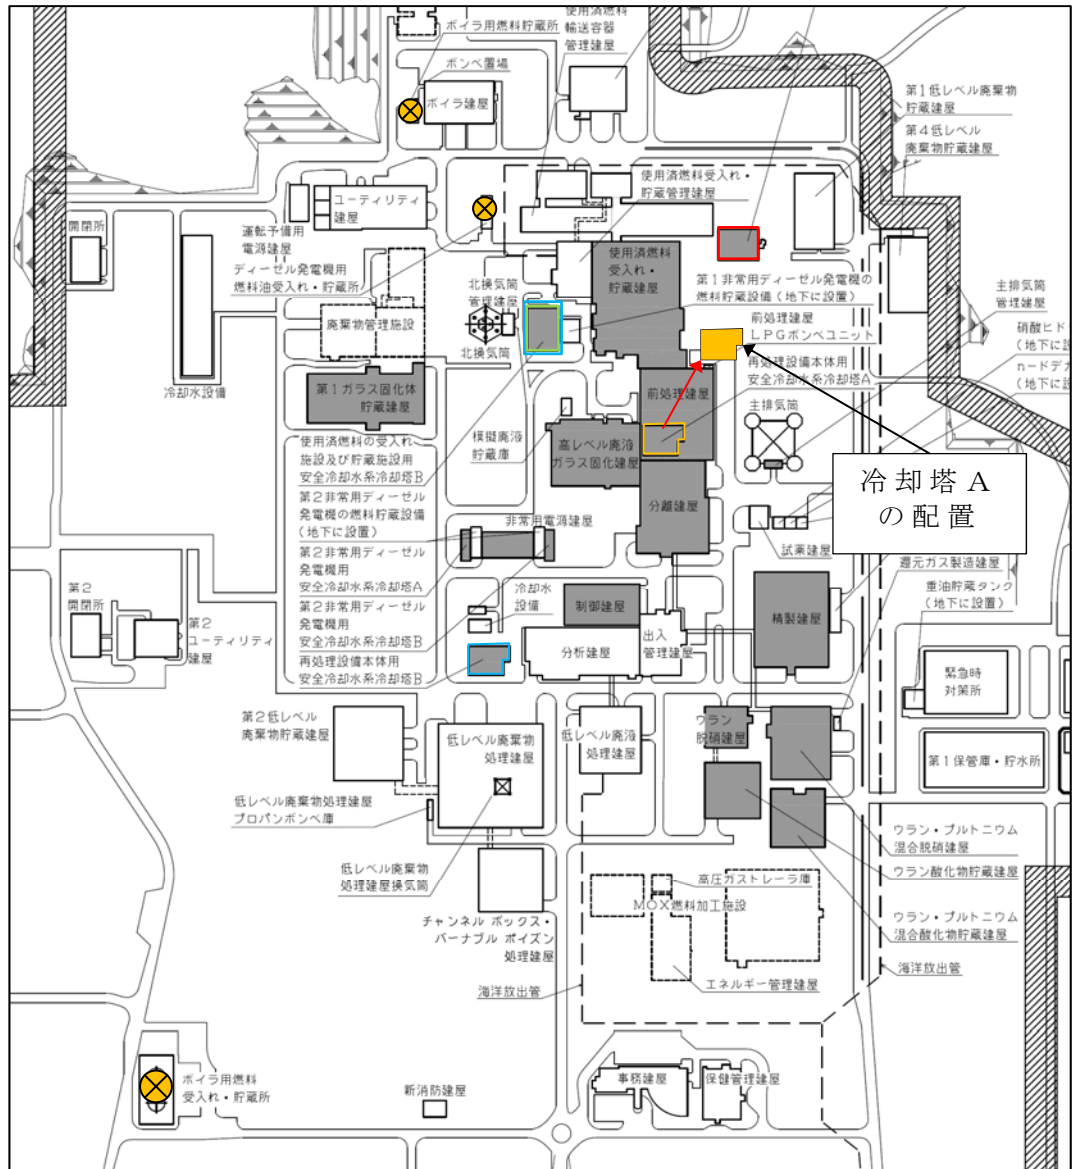 ボイラ用燃料貯蔵所
使用済燃料
輸送容器
管理建屋
ボンベ置場
ボイラ建屋
第1低レベル廃棄物
貯蔵建屋
第4低レベル
廃棄物貯蔵建屋
使用済燃料受入れ・
貯蔵管理建屋
ユーティリティ
建屋
開閉所
運転予備用
電源建屋
ディーゼル発電機用
燃料油受入れ・貯蔵所
使用済燃料
受入れ・
貯蔵建屋
第1非常用ディーゼル発電機の
燃料貯蔵設備(地下に設置)
主排気筒
管理建屋
北換気筒
管理建屋
廃棄物管理施設
北換気筒
前処理建屋
LPGボンベユニット
硝酸ヒド
(地下に設
再処理設備本体用
安全冷却水系冷却塔A
n-ドデカ
(地下に設
冷却水設備
第1ガラス固化体
貯蔵建屋
前処理建屋
主排気筒
模擬廃液
貯蔵庫
高レベル廃液
ガラス固化建屋
使用済燃料の受入れ
施設及び貯蔵施設用
安全冷却水系冷却塔B
冷却塔A
の配置
第2非常用ディーゼル
発電機の燃料貯蔵設備
(地下に設置)
分離建屋
非常用電源建屋
試薬建屋
第2非常用ディーゼル
発電機用
安全冷却水系冷却塔A
還元ガス製造建屋
重油貯蔵タンク
(地下に設置)
第2
開閉所
冷却水
設備
制御建屋
精製建屋
第2非常用ディーゼル
発電機用
安全冷却水系冷却塔B
第2
ユーティリティ
建屋
分析建屋
出入
管理建屋
再処理設備本体用
安全冷却水系冷却塔B
緊急時
対策所
第2低レベル
廃棄物貯蔵建屋
低レベル廃棄物
処理建屋
低レベル廃液
処理建屋
ウラン
脱硝建屋
第1保管庫・貯水所
低レベル廃棄物処理建屋
プロパンボンベ庫
ウラン・プルトニウム
混合脱硝建屋
低レベル廃棄物
処理建屋換気筒
高圧ガストレーラ庫
ウラン酸化物貯蔵建屋
MOX燃料加工施設
チャンネル ボックス・
バーナブル ポイズン
処理建屋
ウラン・プルトニウム
混合酸化物貯蔵建屋
海洋放出管
エネルギー管理建屋
海洋放出管
ボイラ用燃料
受入れ・貯蔵所
新消防建屋
事務建屋
保健管理建屋